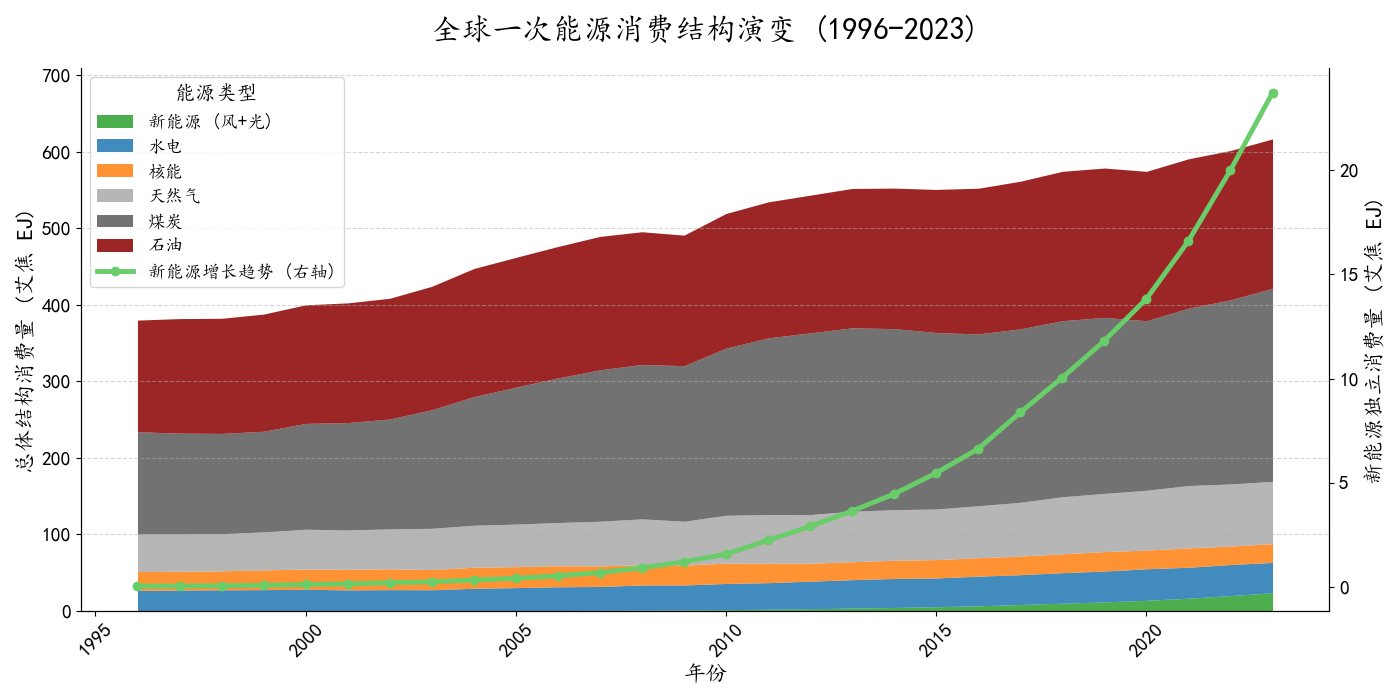 全球一次能源消费结构演变 (1996-2023)
能源类型
新能源 (风+光)
水电
核能
天然气
煤炭
石油
新能源增长趋势 (右轴)
总体结构消费量 (艾焦 EJ)
700
600
500
400
300
200
100
0
新能源独立消费量 (艾焦 EJ)
20
15
10
5
0
1995
2000
2005
2010
2015
2020
年份